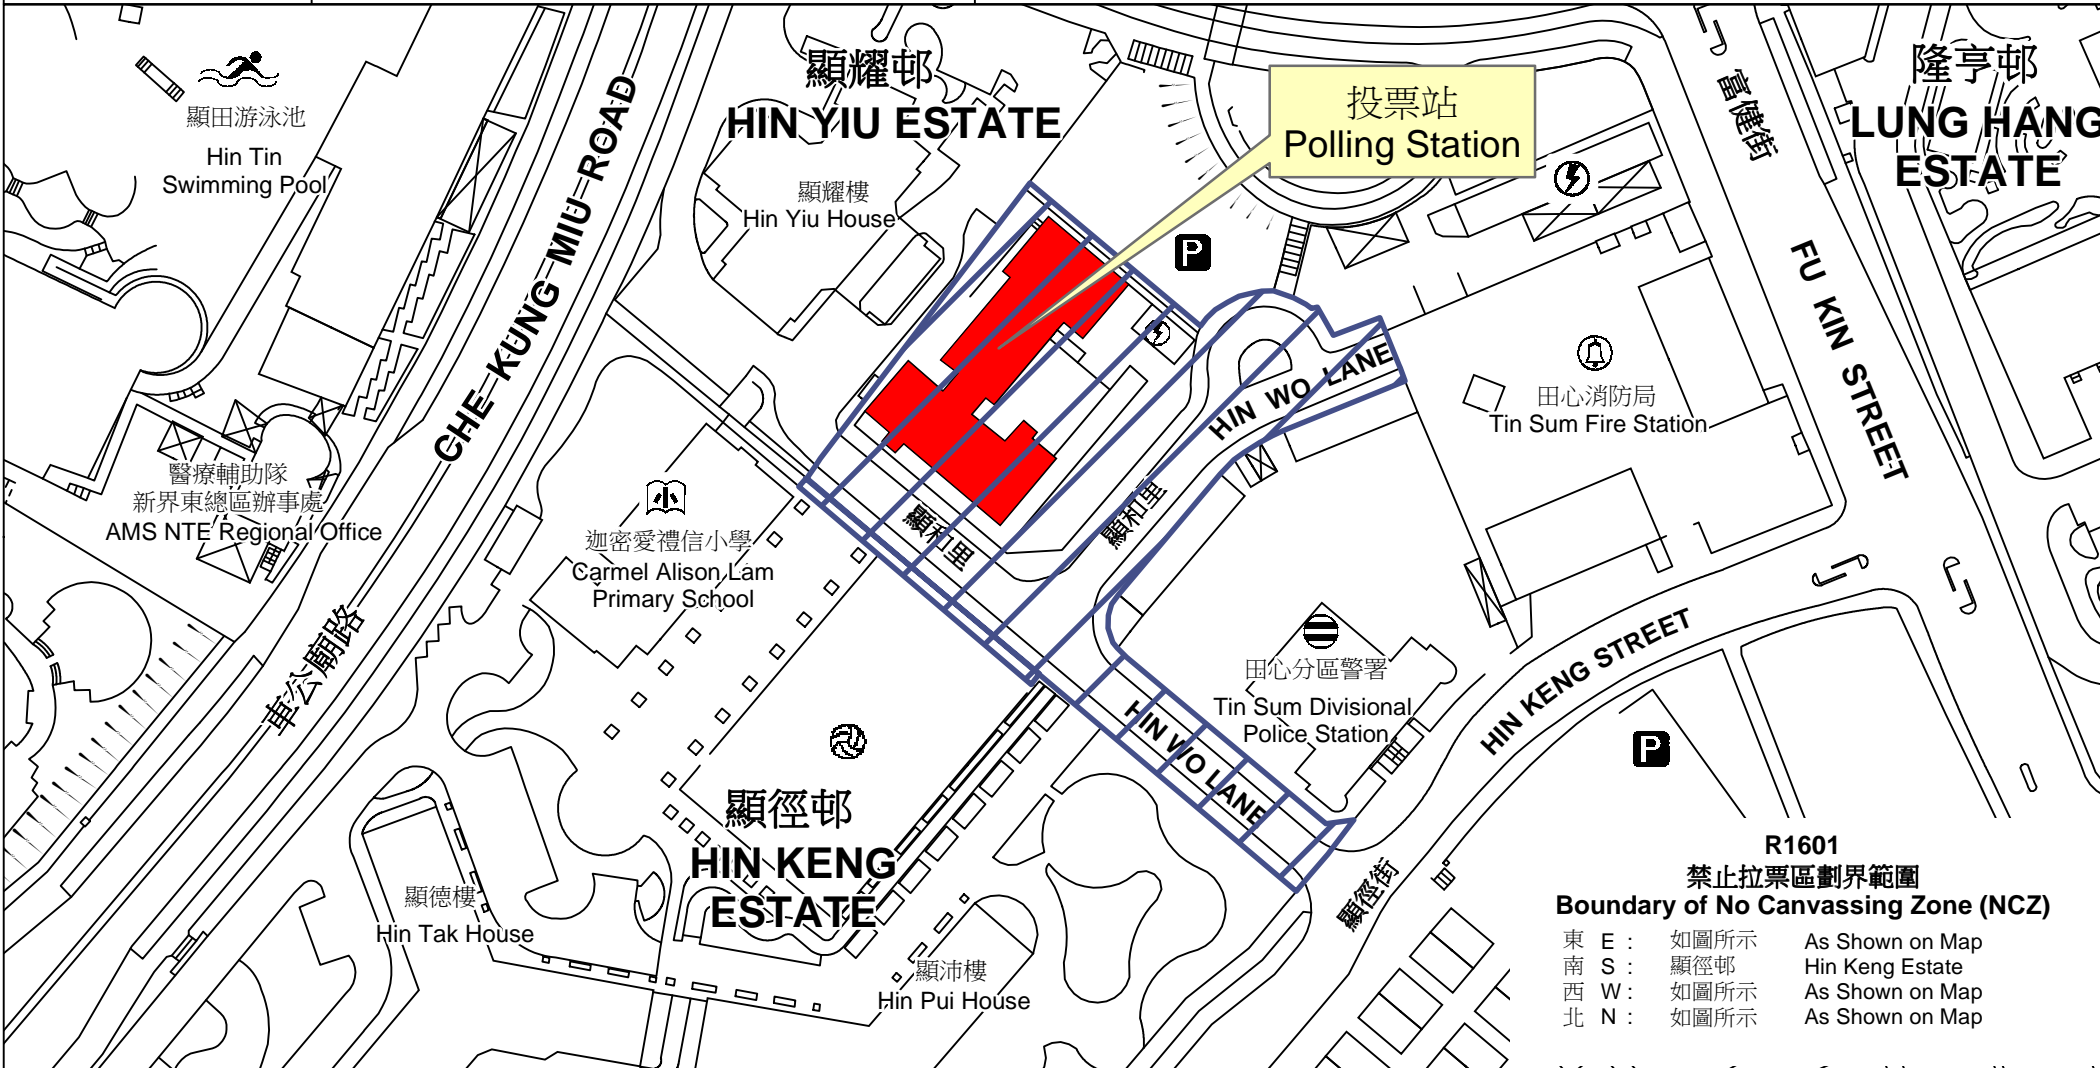 顯田游泳池
Hin Tin
Swimming Pool
CHE KUNG MIU ROAD
車公廟路
顯耀邨
HIN YIU ESTATE
顯耀樓
Hin Yiu House
投票站
Polling Station
P
富健街
FU KIN STREET
隆亨邨
LUNG HANG
ESTATE
田心消防局
Tin Sum Fire Station
HIN WO LANE
顯和里
顯和里
HIN WO LANE
醫療輔助隊
新界東總區辦事處
AMS NTE Regional Office
小
迦密愛禮信小學
Carmel Alison Lam
Primary School
田心分區警署
Tin Sum Divisional
Police Station
HIN KENG STREET
顯徑街
P
顯徑邨
HIN KENG
ESTATE
顯德樓
Hin Tak House
顯沛樓
Hin Pui House
R1601
禁止拉票區劃界範圍
Boundary of No Canvassing Zone (NCZ)
東 E : 如圖所示 As Shown on Map
南 S : 顯徑邨 Hin Keng Estate
西 W : 如圖所示 As Shown on Map
北 N : 如圖所示 As Shown on Map